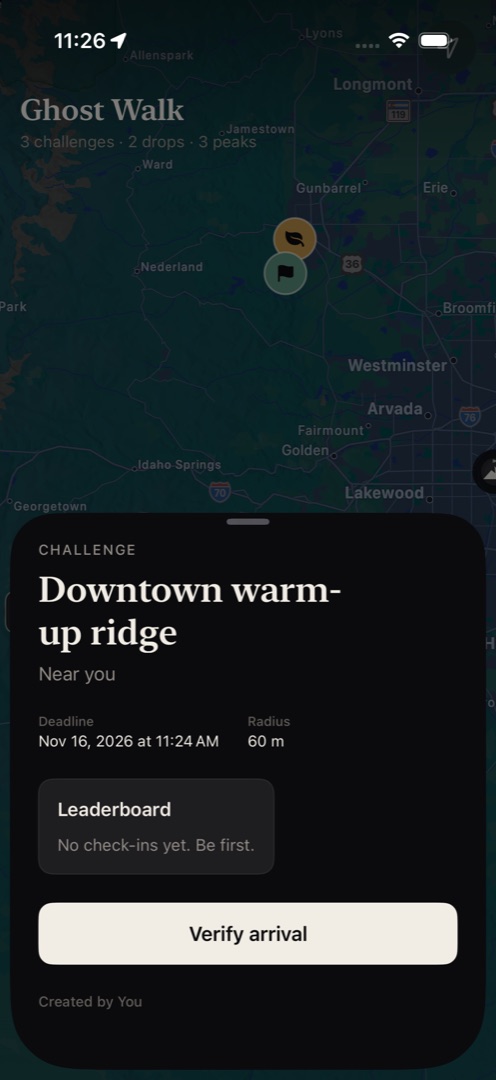 11:26
Lyons
Allenspark
Longmont
Ghost Walk
119
Jamestown
3 challenges · 2 drops · 3 peaks
Ward
Gunbarrel
Erie
36
Nederland
Park
Broomfi
Westminster
Arvada
76
Fairmount
Golden
Idaho Springs
70
Lakewood
Georgetown
CHALLENGE
Downtown warm-
up ridge
H
Near you
Deadline
Radius
Nov 16, 2026 at 11:24 AM
60 m
Leaderboard
No check-ins yet. Be first.
Verify arrival
Created by You